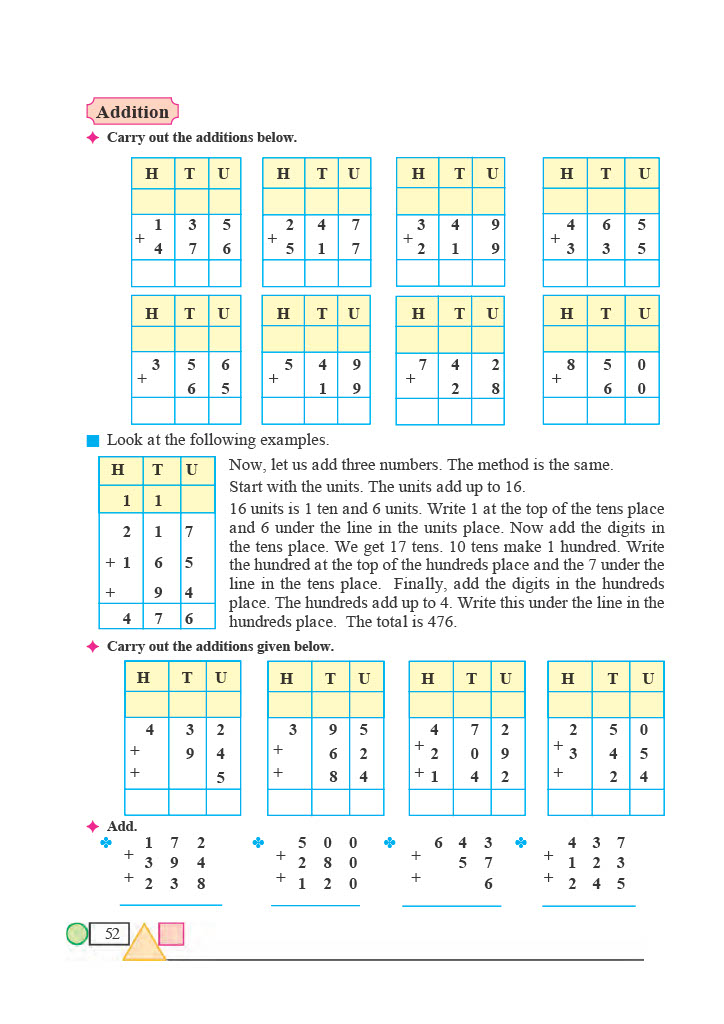 Addition
Carry out the additions below.
H T U H T U H T U H T U
1 3 5 2 4 7 3 4 9 4 6 5
+ 4 7 6 + 5 1 7 + 2 1 9 + 3 3 5
H T U H T U H T U H T U
3 5 6 5 4 9 7 4 2 8 5 0
+ 6 5 + 1 9 + 2 8 + 6 0
Look at the following examples.
H T U
1 1
2 1 7
+ 1 6 5
+ 9 4
4 7 6
Now, let us add three numbers. The method is the same.
Start with the units. The units add up to 16.
16 units is 1 ten and 6 units. Write 1 at the top of the tens place
and 6 under the line in the units place. Now add the digits in
the tens place. We get 17 tens. 10 tens make 1 hundred. Write
the hundred at the top of the hundreds place and the 7 under the
line in the tens place. Finally, add the digits in the hundreds
place. The hundreds add up to 4. Write this under the line in the
hundreds place. The total is 476.
Carry out the additions given below.
H T U H T U H T U H T U
4 3 2 3 9 5 4 7 2 2 5 0
+ 9 4 + 6 2 + 2 0 9 + 3 4 5
+ 5 + 8 4 + 1 4 2 + 2 4
Add.
1 7 2 5 0 0 6 4 3 4 3 7
+ 3 9 4 + 2 8 0 + 5 7 + 1 2 3
+ 2 3 8 + 1 2 0 + 6 + 2 4 5
52